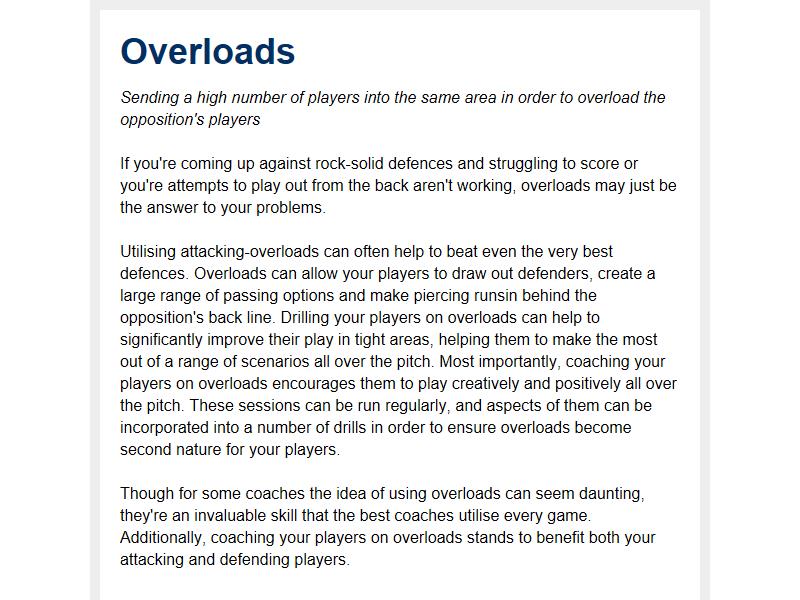 Overloads
Sending a high number of players into the same area in order to overload the
opposition's players
If you're coming up against rock-solid defences and struggling to score or
you're attempts to play out from the back aren't working, overloads may just be
the answer to your problems.
Utilising attacking-overloads can often help to beat even the very best
defences. Overloads can allow your players to draw out defenders, create a
large range of passing options and make piercing runsin behind the
opposition's back line. Drilling your players on overloads can help to
significantly improve their play in tight areas, helping them to make the most
out of a range of scenarios all over the pitch. Most importantly, coaching your
players on overloads encourages them to play creatively and positively all over
the pitch. These sessions can be run regularly, and aspects of them can be
incorporated into a number of drills in order to ensure overloads become
second nature for your players.
Though for some coaches the idea of using overloads can seem daunting,
they're an invaluable skill that the best coaches utilise every game.
Additionally, coaching your players on overloads stands to benefit both your
attacking and defending players.